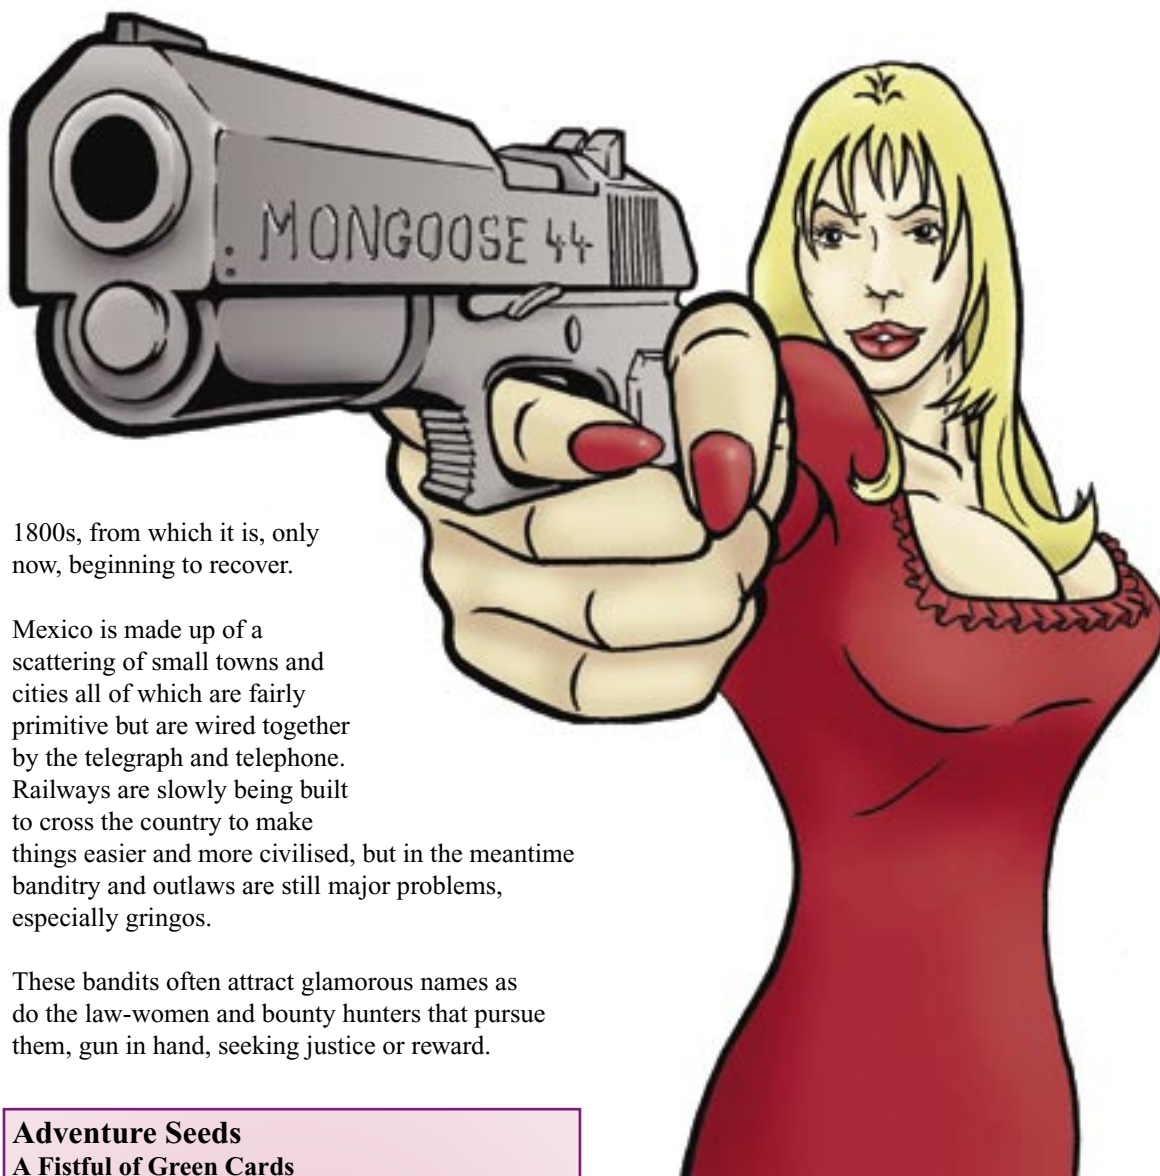 MONGOOSE 44
1800s, from which it is, only
now, beginning to recover.
Mexico is made up of a
scattering of small towns and
cities all of which are fairly
primitive but are wired together
by the telegraph and telephone.
Railways are slowly being built
to cross the country to make
things easier and more civilised, but in the meantime
banditry and outlaws are still major problems,
especially gringos.
These bandits often attract glamorous names as
do the law-women and bounty hunters that pursue
them, gun in hand, seeking justice or reward.
Adventure Seeds
A Fistful of Green Cards